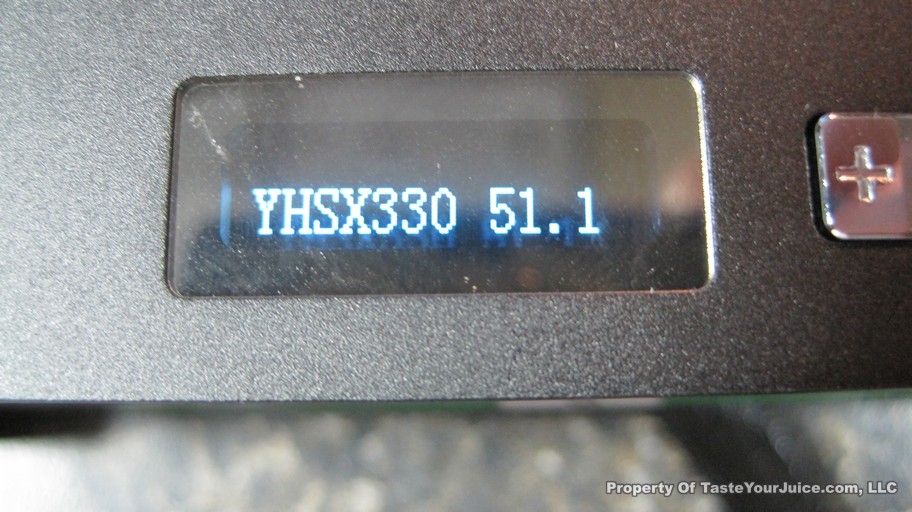 YHSX330 51.1
+
Property Of TasteYourJuice.com, LLC